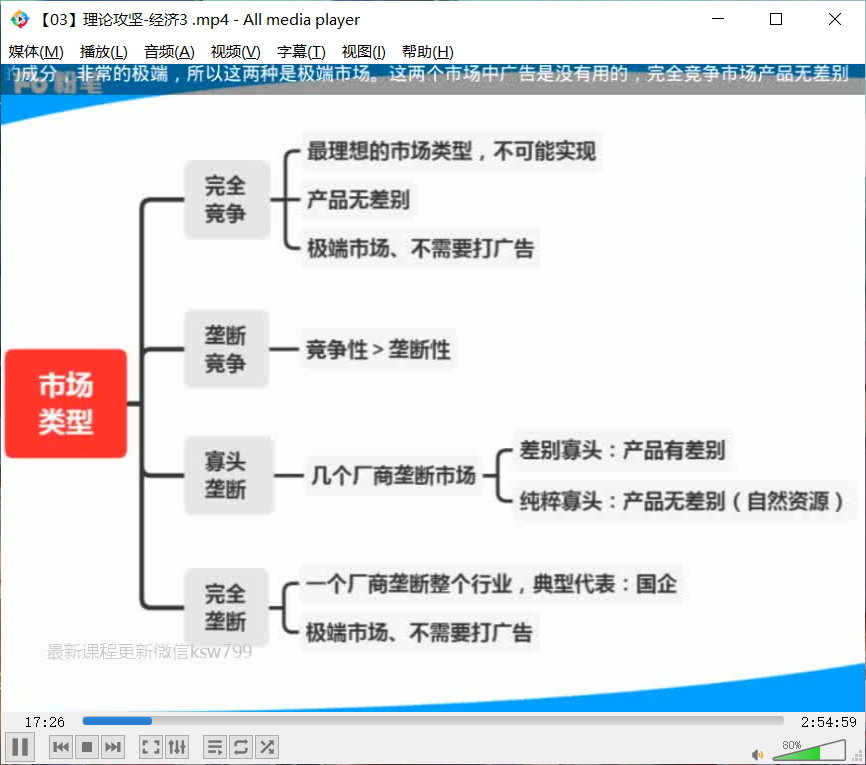 【03】理论攻坚-经济3 .mp4 - All media player
媒体(M) 播放(L) 音频(A) 视频(V) 字幕(T) 视图(I) 帮助(H)
的成分，非常的极端，所以这两种是极端市场。这两个市场中广告是没有用的，完全竞争市场产品无差别
粉笔
市场
类型
完全
竞争
最理想的市场类型，不可能实现
产品无差别
极端市场、不需要打广告
垄断
竞争
竞争性＞垄断性
寡头
垄断
几个厂商垄断市场
差别寡头：产品有差别
纯粹寡头：产品无差别（自然资源）
完全
垄断
一个厂商垄断整个行业，典型代表：国企
极端市场、不需要打广告
最新课程更新微信ksw799
17:26
2:54:59
80%